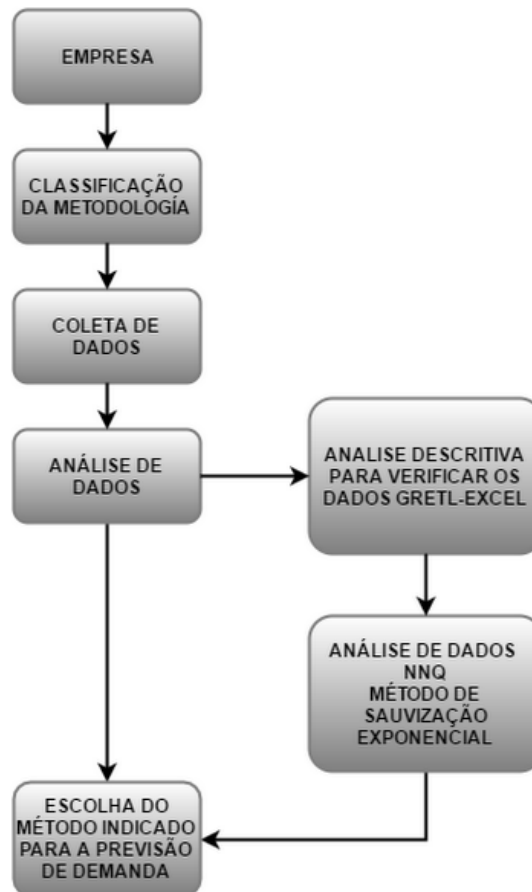 EMPRESA
CLASSIFICAÇÃO
DA METODOLOGÍA
COLETA DE
DADOS
ANÁLISE DE
DADOS
ANALISE DESCRITIVA
PARA VERIFICAR OS
DADOS GRETL-EXCEL
ANÁLISE DE DADOS
NNQ
MÉTODO DE
SAUVIZAÇÃO
EXPONENCIAL
ESCOLHA DO
MÉTODO INDICADO
PARA A PREVISÃO
DE DEMANDA